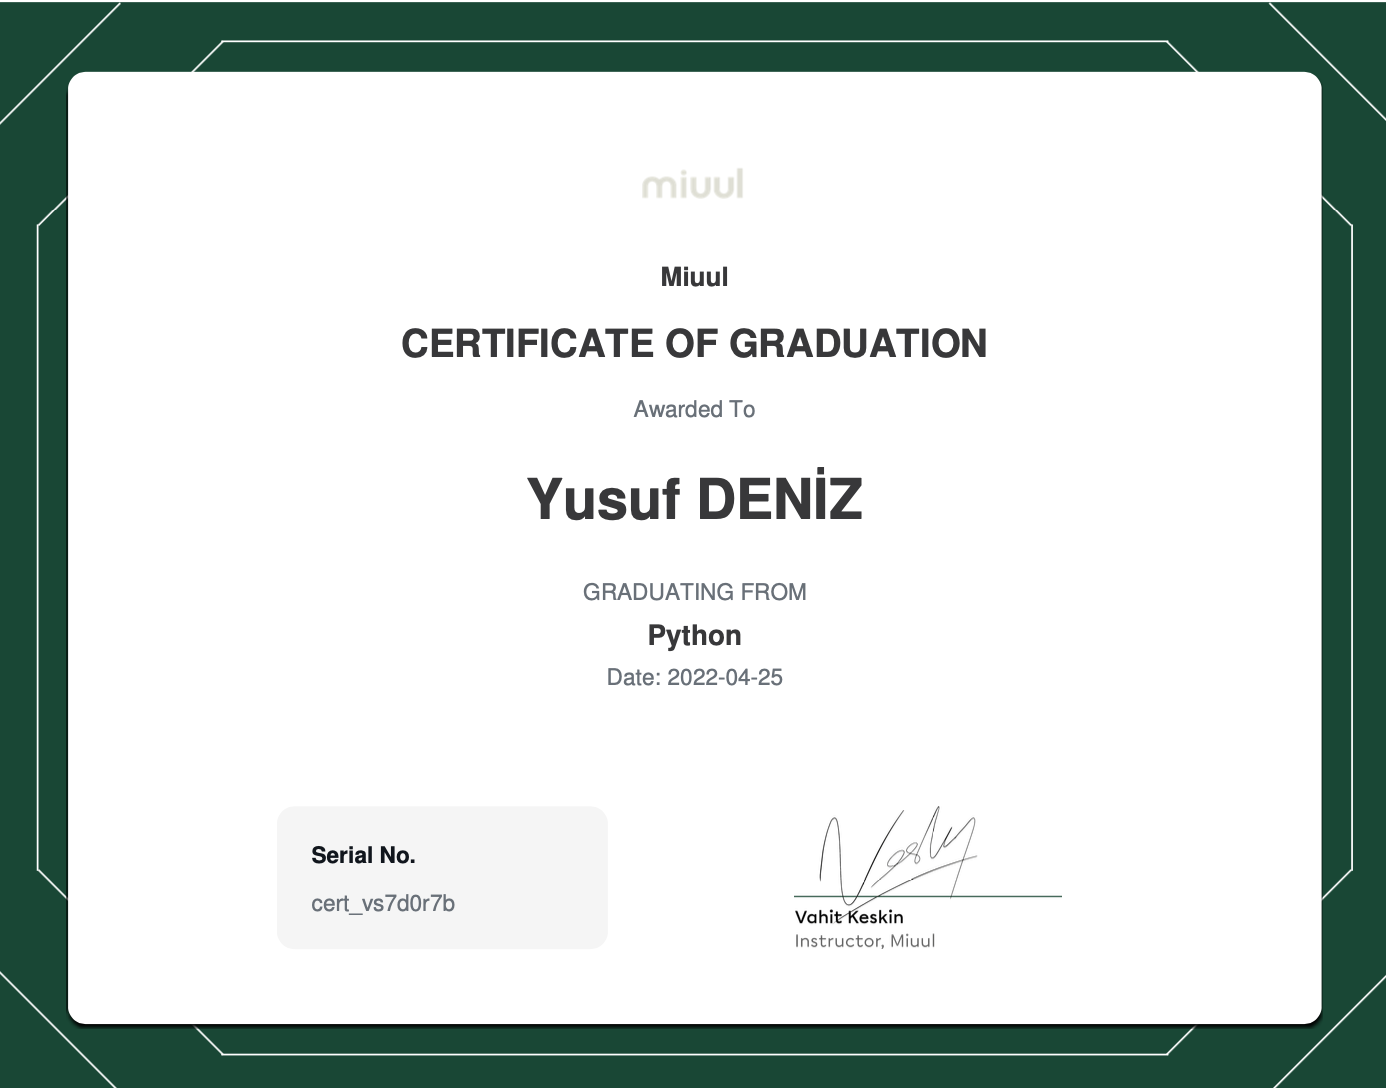 miuul
Miuul
CERTIFICATE OF GRADUATION
Awarded To
Yusuf DENİZ
GRADUATING FROM
Python
Date: 2022-04-25
Serial No.
cert_vs7d0r7b
Vahit Keskin
Instructor, Miuul